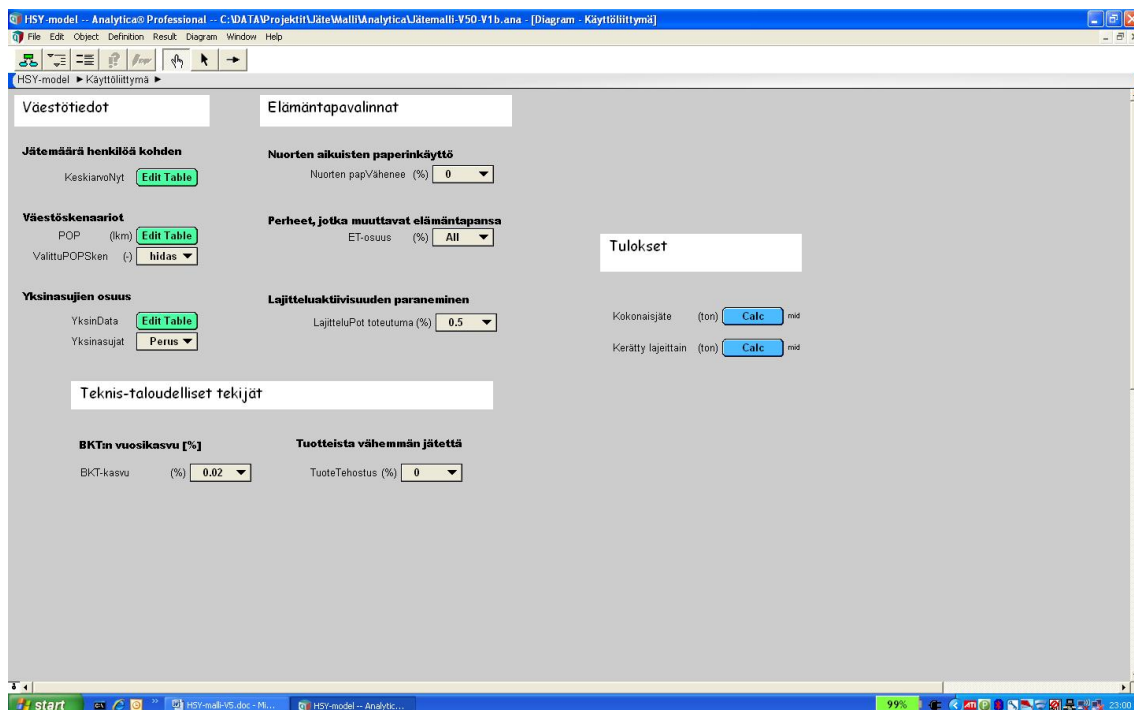 HSY-model -- Analytica® Professional -- C:\DATA\Projektit\Jäte\Malli\Analytica\Jätemalli-V50-V1b.ana - [Diagram - Käyttöliittymä]
File Edit Object Definition Result Diagram Window Help
HSY-model ► Käyttöliittymä ►
Väestötiedot
Jätemäärä henkilöä kohden
KeskiarvoNyt Edit Table
Väestöskenaariot
POP (lkm) Edit Table
ValittuPOPSken (-) hidas
Yksinasujien osuus
YksinData Edit Table
Yksinasujat Perus
Elämäntapavalinnat
Nuorten aikuisten paperinkäyttö
Nuorten papVähenee (%) 0
Perheet, jotka muuttavat elämäntapansa
ET-osuus (%) All
Lajitteluaktiivisuuden paraneminen
LajitteluPot toteutuma (%) 0.5
Tulokset
Kokonaisjäte (ton) Calc mid
Kerätty lajeittain (ton) Calc mid
Teknis-taloudelliset tekijät
BKT:n vuosikasvu [%]
BKT-kasvu (%) 0.02
Tuotteista vähemmän jätettä
TuoteTehostus (%) 0
start HSY-malli-V5.doc - Mi... HSY-model -- Analytic... 99% 23:00